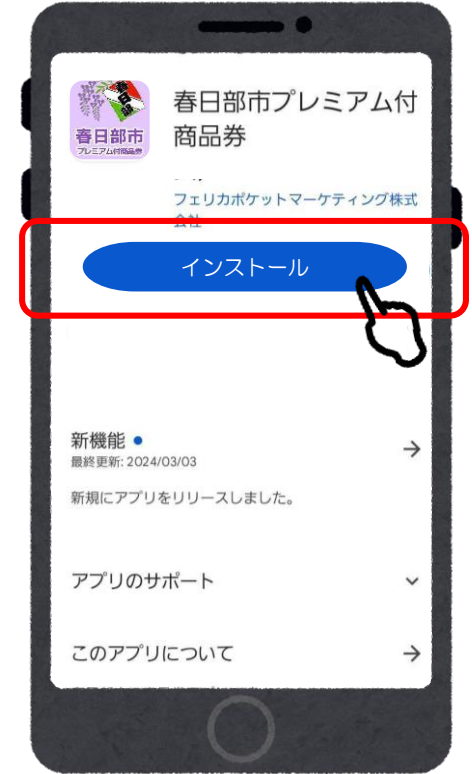 春日部市
プレミアム付商品券
春日部市プレミアム付
商品券
フェリカポケットマーケティング株式
会社
インストール
新機能
最終更新: 2024/03/03
新規にアプリをリリースしました。
アプリのサポート
このアプリについて